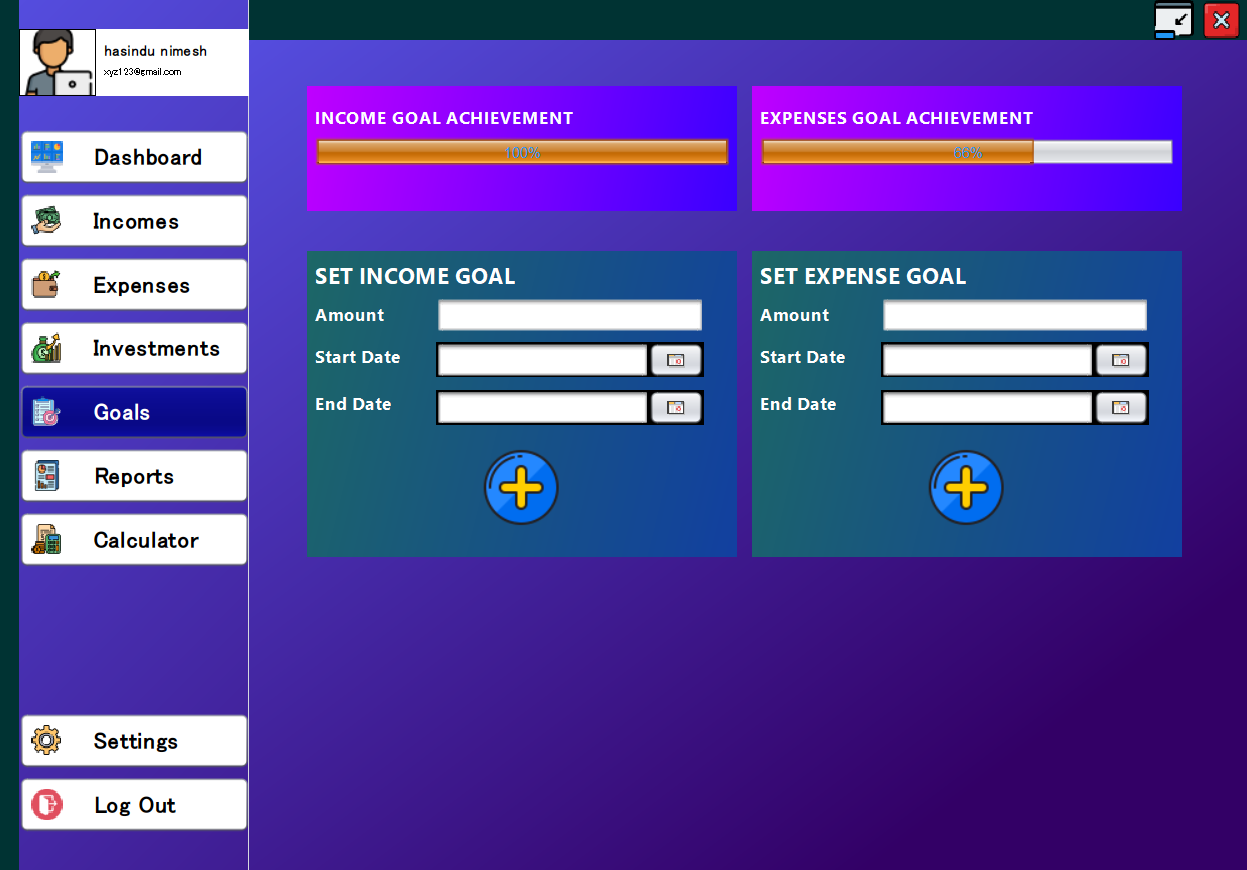 hasindu nimesh
xyz123@gmail.com
Dashboard
Incomes
Expenses
Investments
Goals
Reports
Calculator
Settings
Log Out
INCOME GOAL ACHIEVEMENT
100%
EXPENSES GOAL ACHIEVEMENT
66%
SET INCOME GOAL
Amount
Start Date
End Date
SET EXPENSE GOAL
Amount
Start Date
End Date